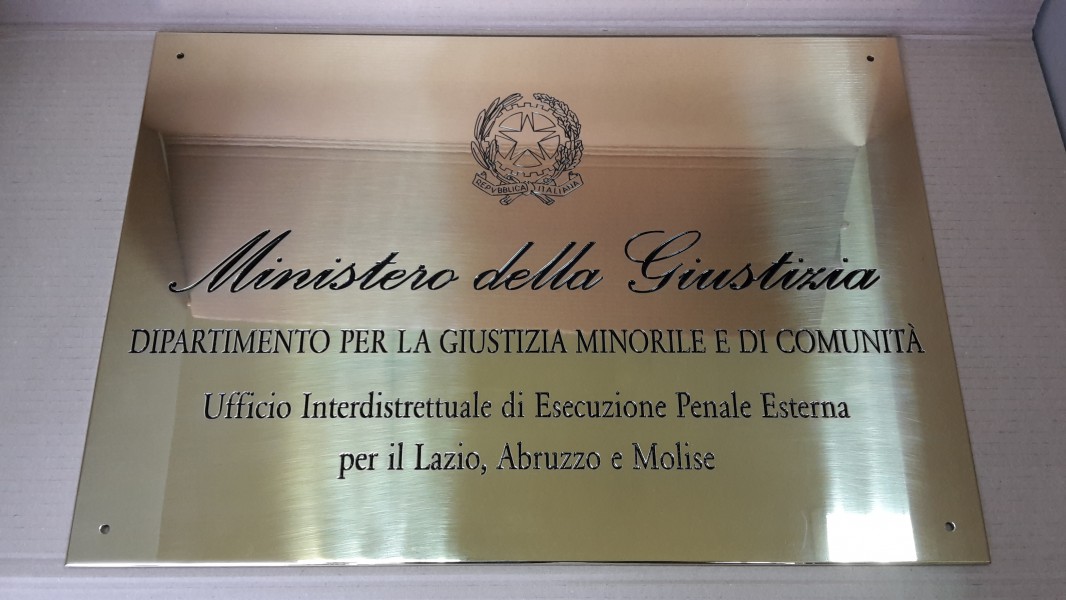 REPVBBLICA ITALIANA
Ministero della Giustizia
DIPARTIMENTO PER LA GIUSTIZIA MINORILE E DI COMUNITÀ
Ufficio Interdistrettuale di Esecuzione Penale Esterna
per il Lazio, Abruzzo e Molise